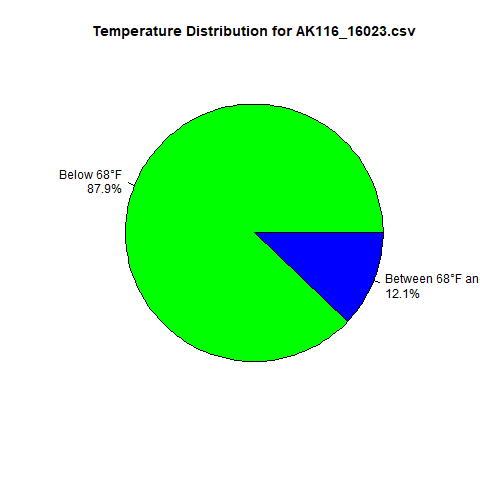 Temperature Distribution for AK116_16023.csv
Below 68°F
87.9%
Between 68°F an
12.1%